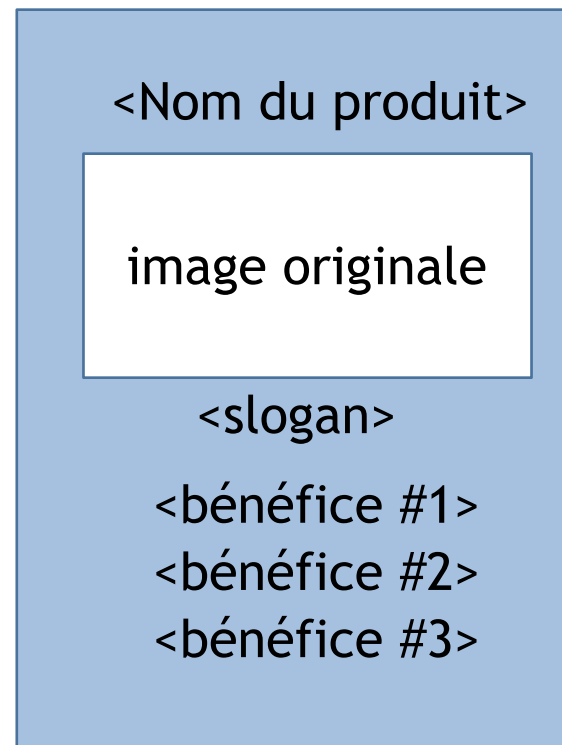 <Nom du produit>
image originale
<slogan>
<bénéfice #1>
<bénéfice #2>
<bénéfice #3>